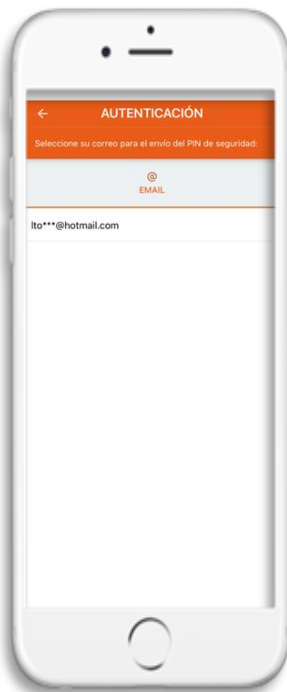 AUTENTICACIÓN
Seleccione su correo para el envío del PIN de seguridad:
@
EMAIL
lto***@hotmail.com